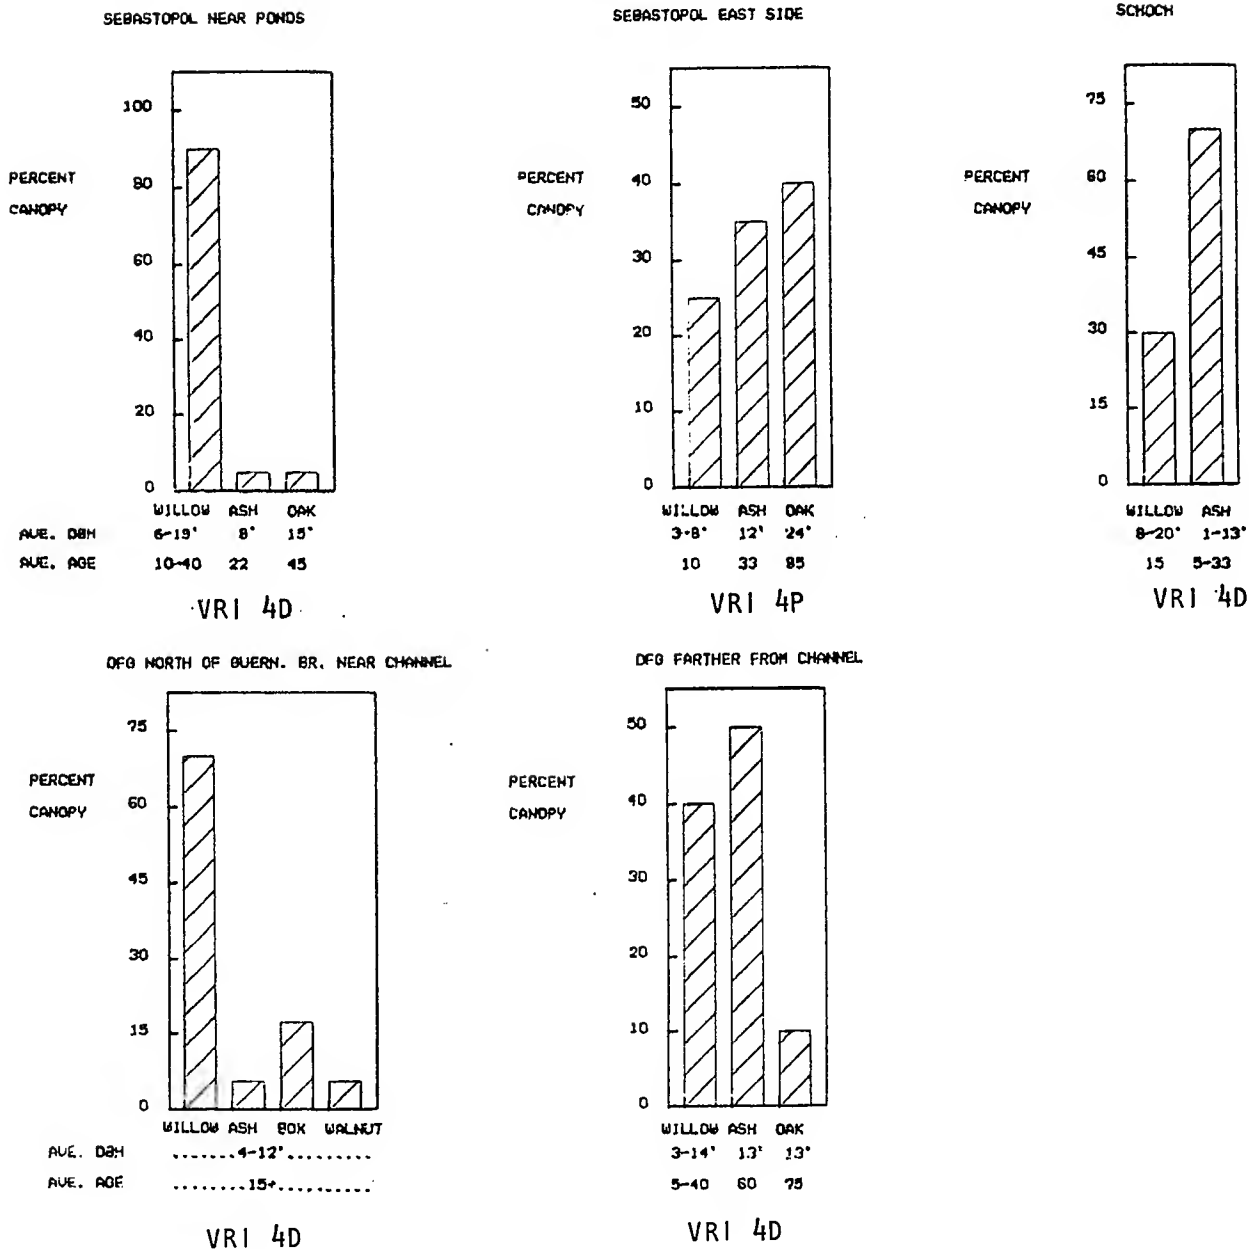 SEBASTOPOL NEAR PONDS
PERCENT
CANOPY
100
80
60
40
20
0
WILLOW ASH OAK
AVE. DBH 6-19" 8" 15"
AVE. AGE 10-40 22 45
VRI 4D
SEBASTOPOL EAST SIDE
PERCENT
CANOPY
50
40
30
20
10
0
WILLOW ASH OAK
3-8" 12" 24"
10 33 85
VRI 4P
SCHOCH
PERCENT
CANOPY
75
60
45
30
15
0
WILLOW ASH
8-20" 1-13"
15 5-33
VRI 4D
DFG NORTH OF GUERN. BR. NEAR CHANNEL
PERCENT
CANOPY
75
60
45
30
15
0
WILLOW ASH BOX WALNUT
AVE. DBH .......4-12".........
AVE. AGE ........15+..........
VRI 4D
DFG FARTHER FROM CHANNEL
PERCENT
CANOPY
50
40
30
20
10
0
WILLOW ASH OAK
3-14" 13" 13"
5-40 60 75
VRI 4D